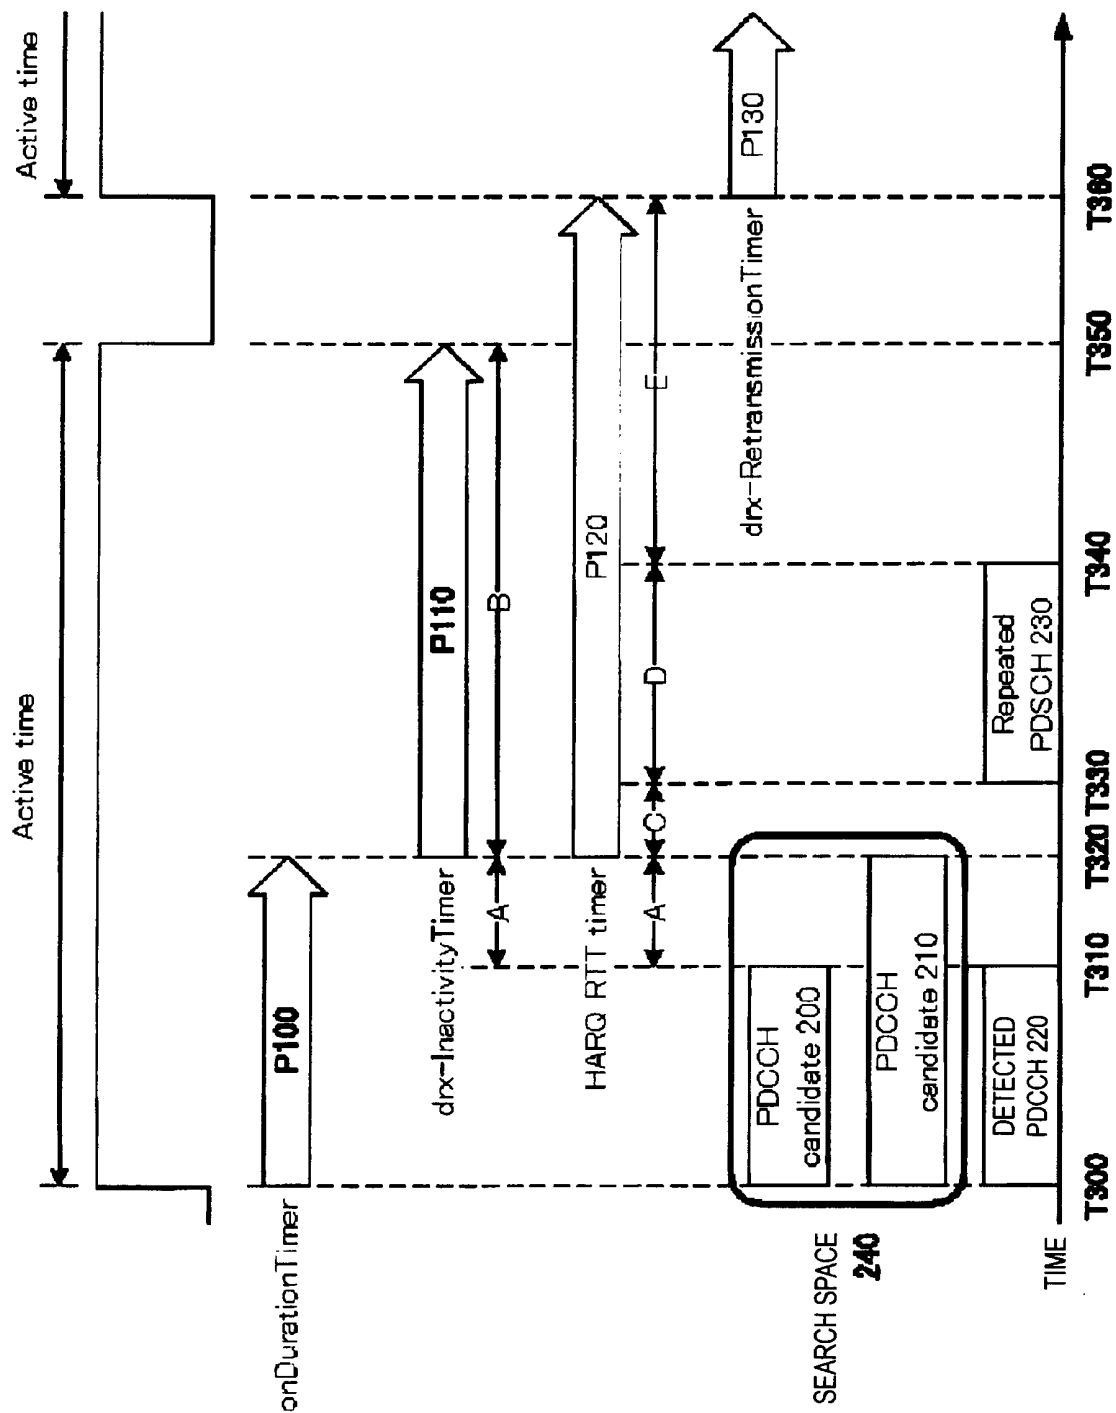 Active time
Active time
onDurationTimer
P100
drx-InactivityTimer
P110
A
B
HARQ RTT timer
P120
A
C
D
E
drx-RetransmissionTimer
P130
SEARCH SPACE
240
PDCCH
candidate 200
PDCCH
candidate 210
DETECTED
PDCCH 220
Repeated
PDSCH 230
TIME
T300
T310
T320
T330
T340
T350
T360